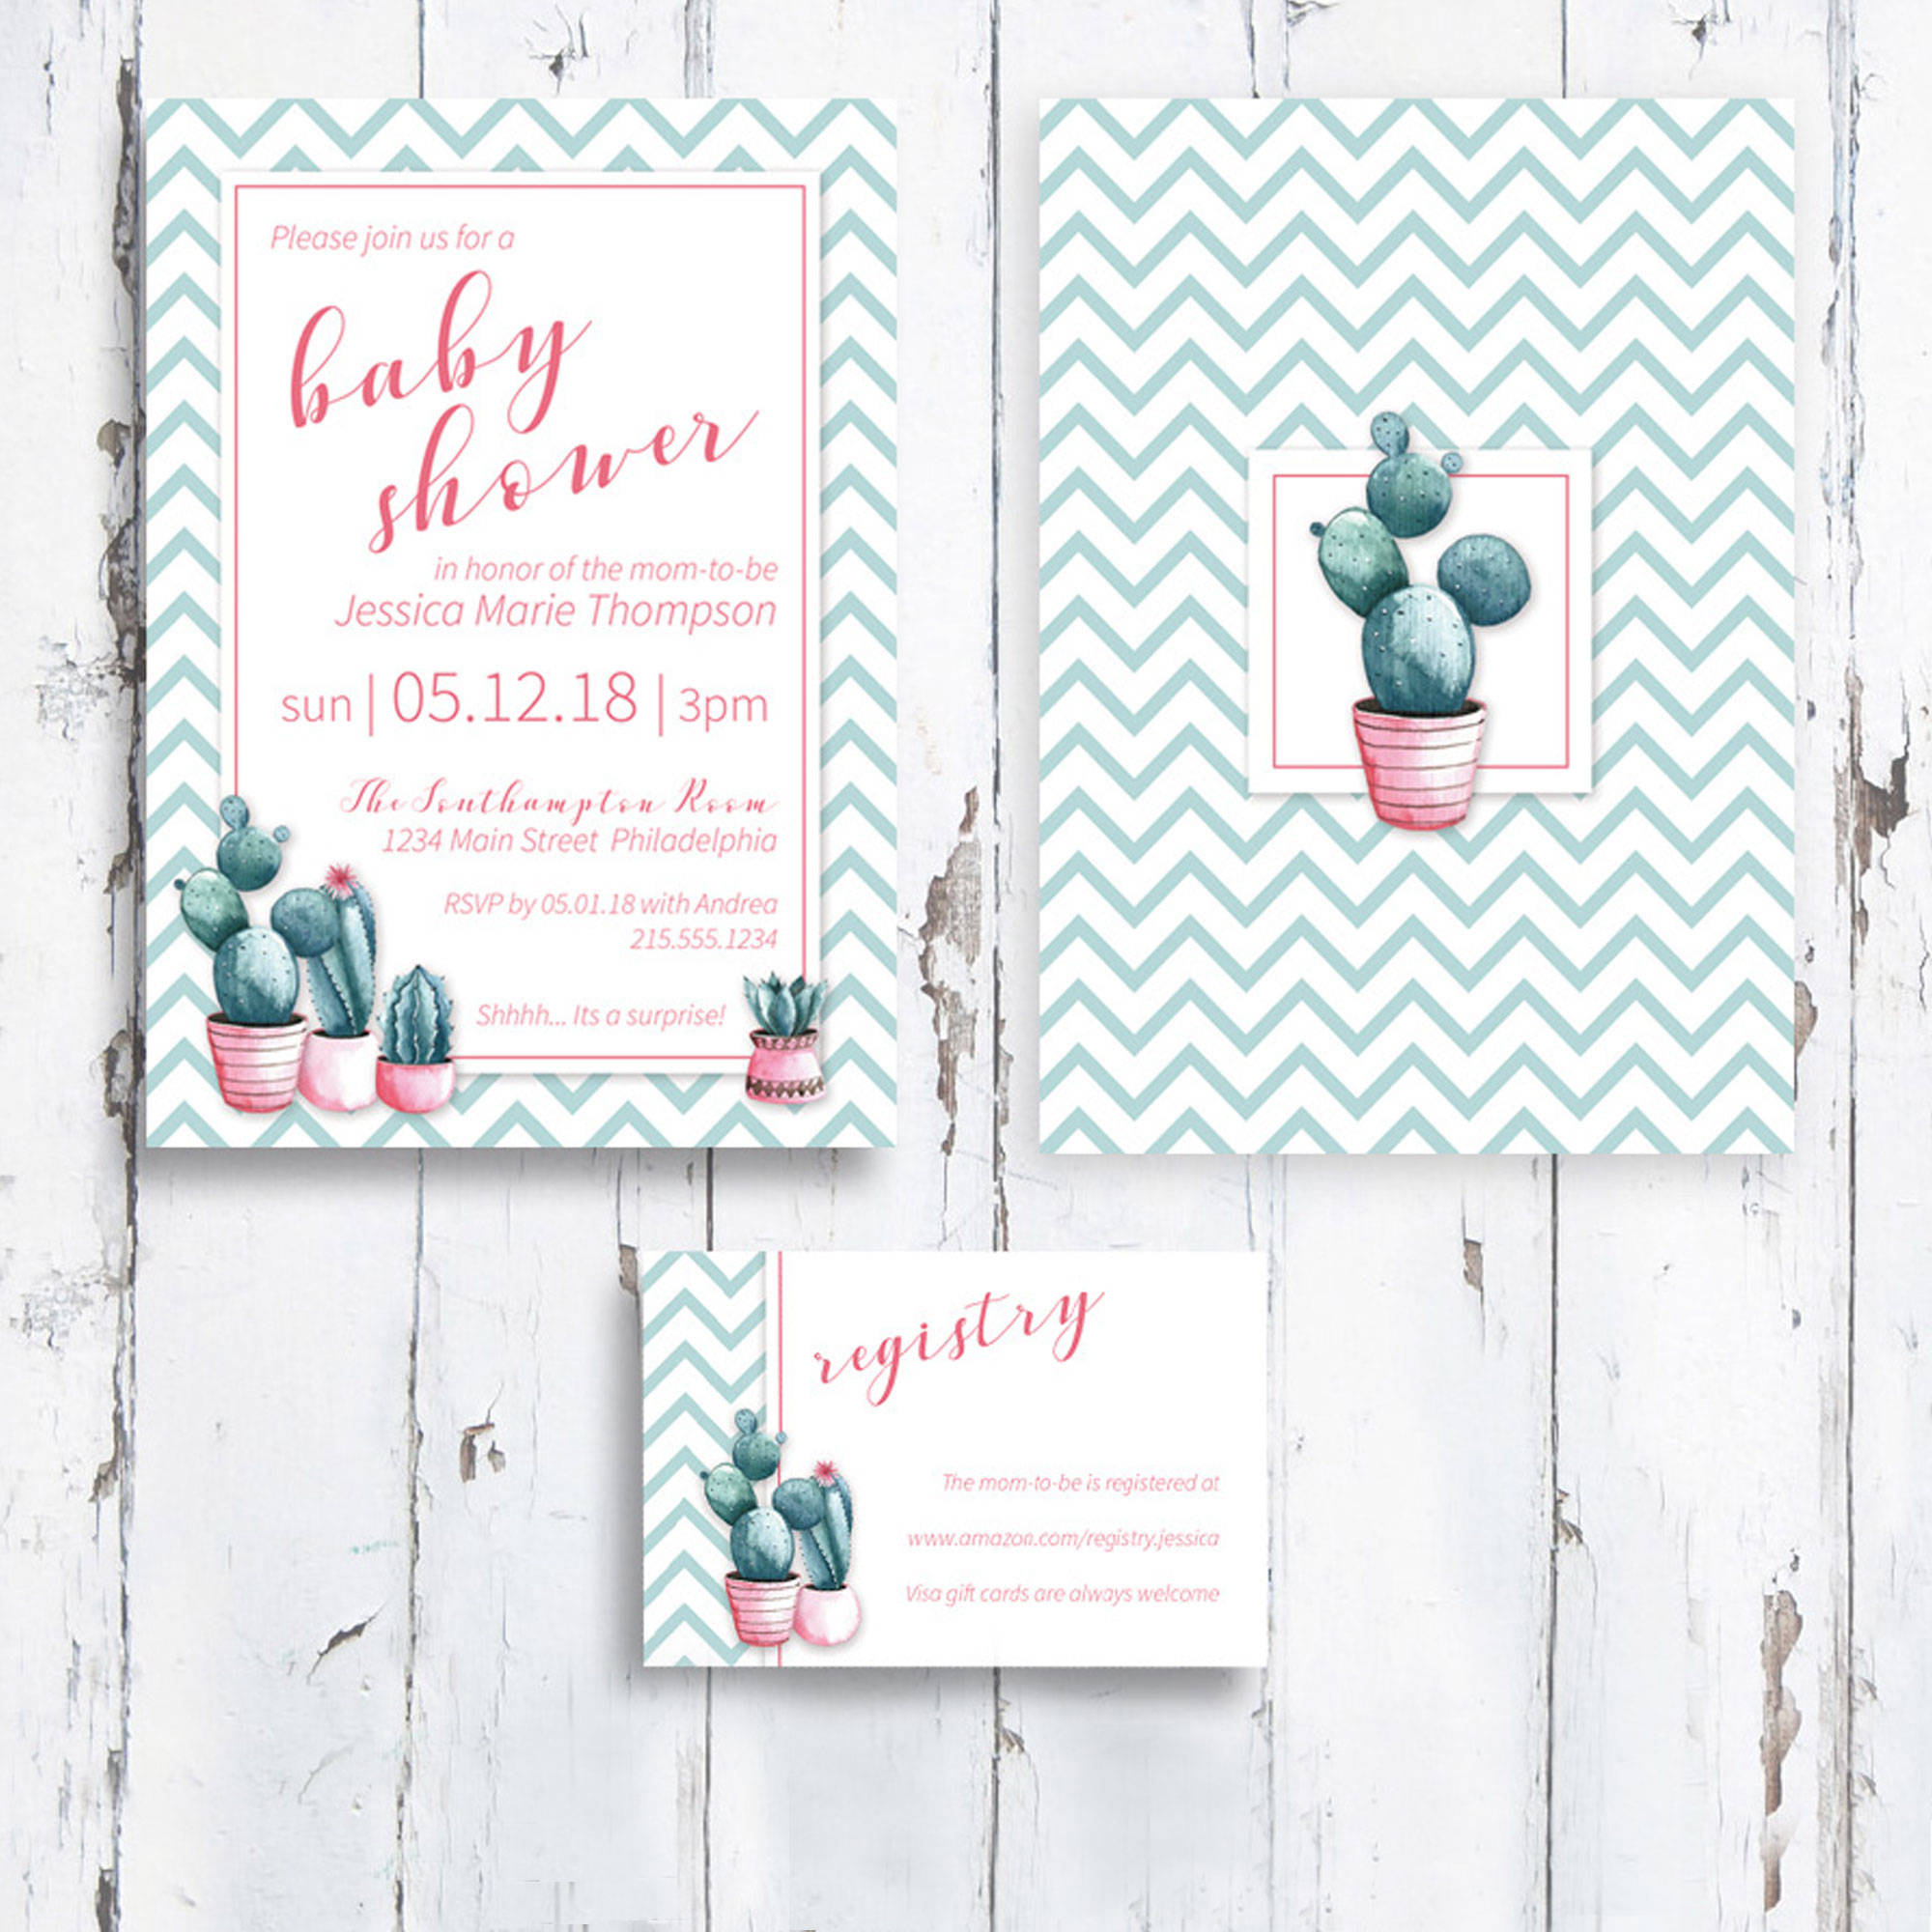 Please join us for a
baby
shower
in honor of the mom-to-be
Jessica Marie Thompson
sun | 05.12.18 | 3pm
The Southampton Room
1234 Main Street Philadelphia
RSVP by 05.01.18 with Andrea
215.555.1234
Shhhh... Its a surprise!
registry
The mom-to-be is registered at
www.amazon.com/registry.jessica
Visa gift cards are always welcome